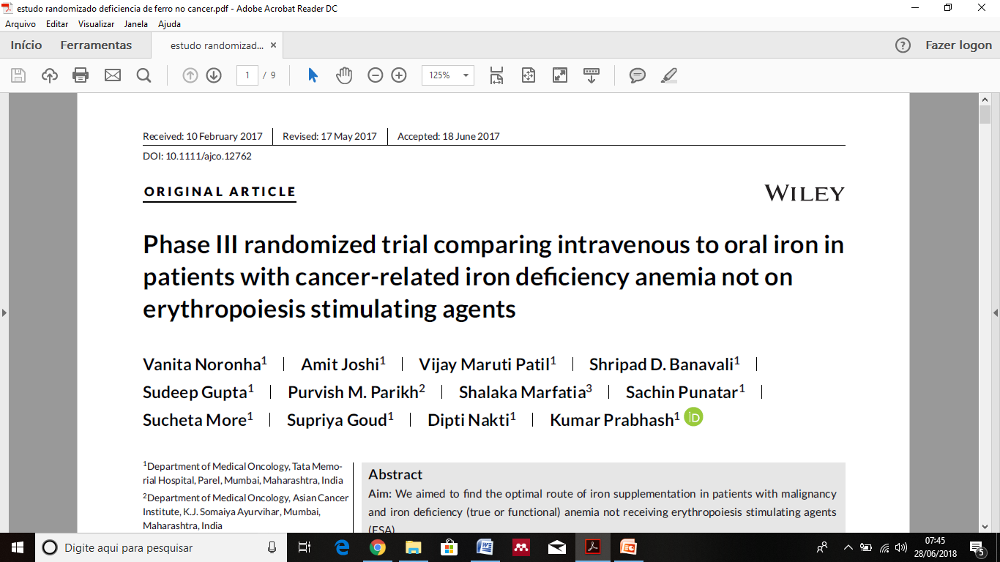 estudo randomizado deficiencia de ferro no cancer.pdf - Adobe Acrobat Reader DC
Arquivo Editar Visualizar Janela Ajuda
Início Ferramentas estudo randomizad... × Fazer logon
1 / 9 125%
Received: 10 February 2017 Revised: 17 May 2017 Accepted: 18 June 2017
DOI: 10.1111/ajco.12762
ORIGINAL ARTICLE WILEY
Phase III randomized trial comparing intravenous to oral iron in
patients with cancer-related iron deficiency anemia not on
erythropoiesis stimulating agents
Vanita Noronha1 | Amit Joshi1 | Vijay Maruti Patil1 | Shripad D. Banavali1 |
Sudeep Gupta1 | Purvish M. Parikh2 | Shalaka Marfatia3 | Sachin Punatar1 |
Sucheta More1 | Supriya Goud1 | Dipti Nakti1 | Kumar Prabhash1 iD
1Department of Medical Oncology, Tata Memo-
rial Hospital, Parel, Mumbai, Maharashtra, India
2Department of Medical Oncology, Asian Cancer
Institute, K.J. Somaiya Ayurvihar, Mumbai,
Maharashtra, India
Abstract
Aim: We aimed to find the optimal route of iron supplementation in patients with malignancy
and iron deficiency (true or functional) anemia not receiving erythropoiesis stimulating agents
(ESA)
Digite aqui para pesquisar
07:45
28/06/2018
5